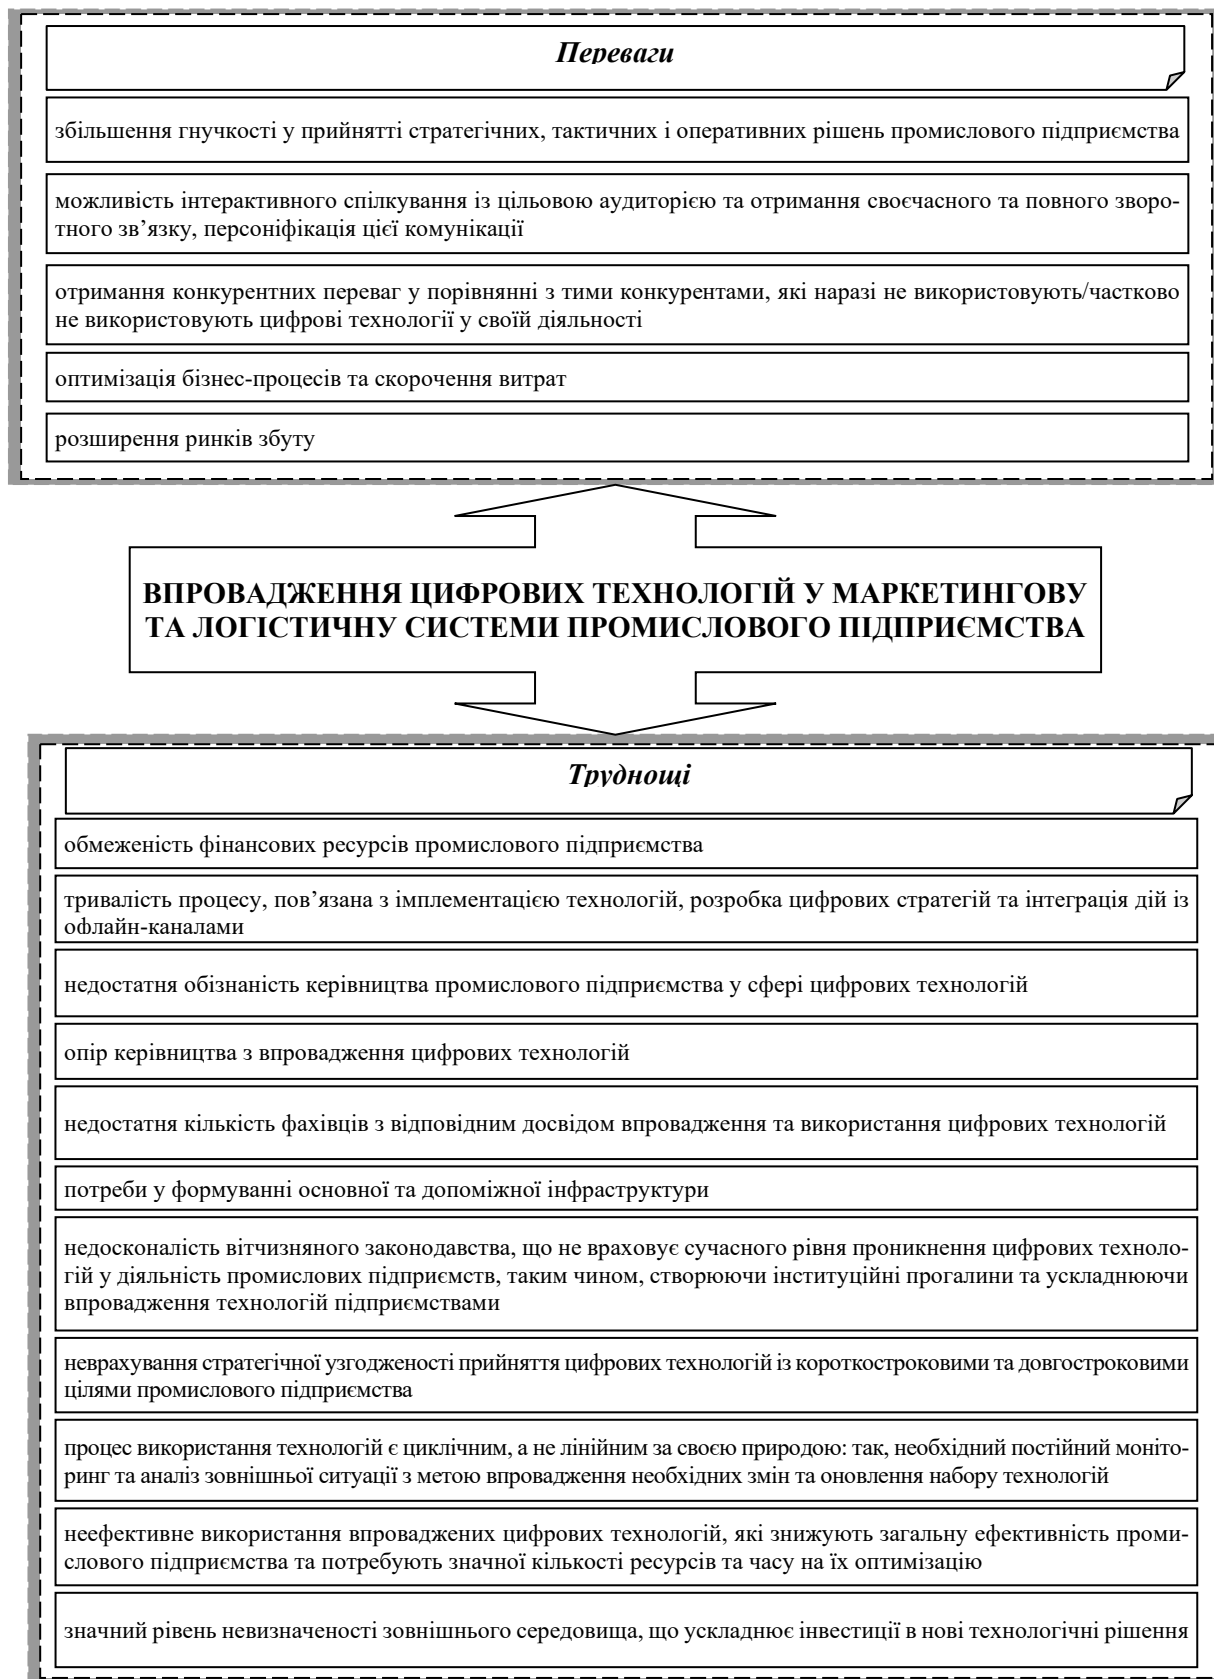 Переваги
збільшення гнучкості у прийнятті стратегічних, тактичних і оперативних рішень промислового підприємства
можливість інтерактивного спілкування із цільовою аудиторією та отримання своєчасного та повного зворо-
тного зв’язку, персоніфікація цієї комунікації
отримання конкурентних переваг у порівнянні з тими конкурентами, які наразі не використовують/частково
не використовують цифрові технології у своїй діяльності
оптимізація бізнес-процесів та скорочення витрат
розширення ринків збуту
ВПРОВАДЖЕННЯ ЦИФРОВИХ ТЕХНОЛОГІЙ У МАРКЕТИНГОВУ
ТА ЛОГІСТИЧНУ СИСТЕМИ ПРОМИСЛОВОГО ПІДПРИЄМСТВА
Труднощі
обмеженість фінансових ресурсів промислового підприємства
тривалість процесу, пов’язана з імплементацією технологій, розробка цифрових стратегій та інтеграція дій із
офлайн-каналами
недостатня обізнаність керівництва промислового підприємства у сфері цифрових технологій
опір керівництва з впровадження цифрових технологій
недостатня кількість фахівців з відповідним досвідом впровадження та використання цифрових технологій
потреби у формуванні основної та допоміжної інфраструктури
недосконалість вітчизняного законодавства, що не враховує сучасного рівня проникнення цифрових техноло-
гій у діяльність промислових підприємств, таким чином, створюючи інституційні прогалини та ускладнюючи
впровадження технологій підприємствами
неврахування стратегічної узгодженості прийняття цифрових технологій із короткостроковими та довгостроковими
цілями промислового підприємства
процес використання технологій є циклічним, а не лінійним за своєю природою: так, необхідний постійний моніто-
ринг та аналіз зовнішньої ситуації з метою впровадження необхідних змін та оновлення набору технологій
неефективне використання впроваджених цифрових технологій, які знижують загальну ефективність проми-
слового підприємства та потребують значної кількості ресурсів та часу на їх оптимізацію
значний рівень невизначеності зовнішнього середовища, що ускладнює інвестиції в нові технологічні рішення